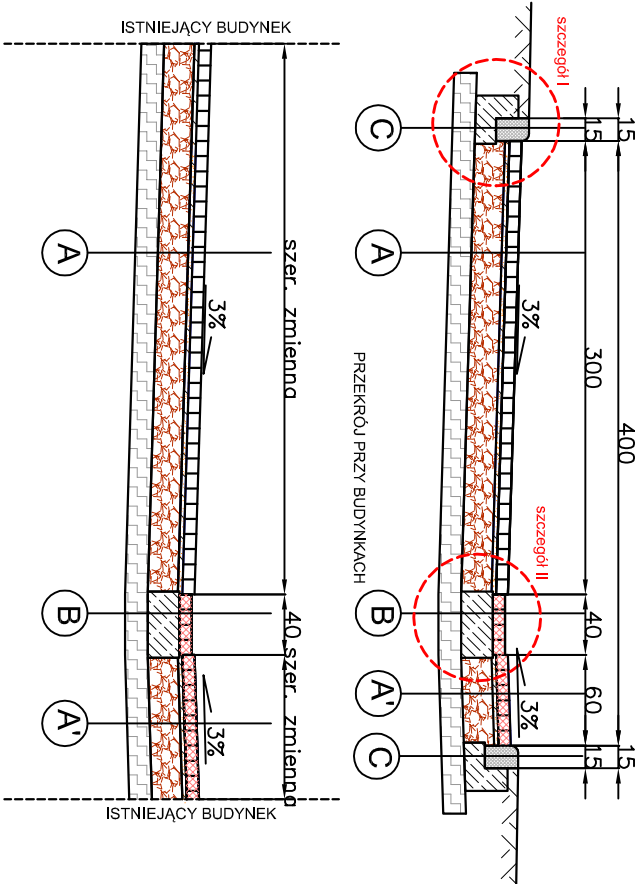 ISTNIEJĄCY BUDYNEK
szczegół I
15
400
15
15
300
40
60
15
3%
3%
C
A
B
A'
C
szczegół II
PRZEKRÓJ PRZY BUDYNKACH
szer. zmienna
40
szer. zmienna
3%
3%
A
B
A'
ISTNIEJĄCY BUDYNEK